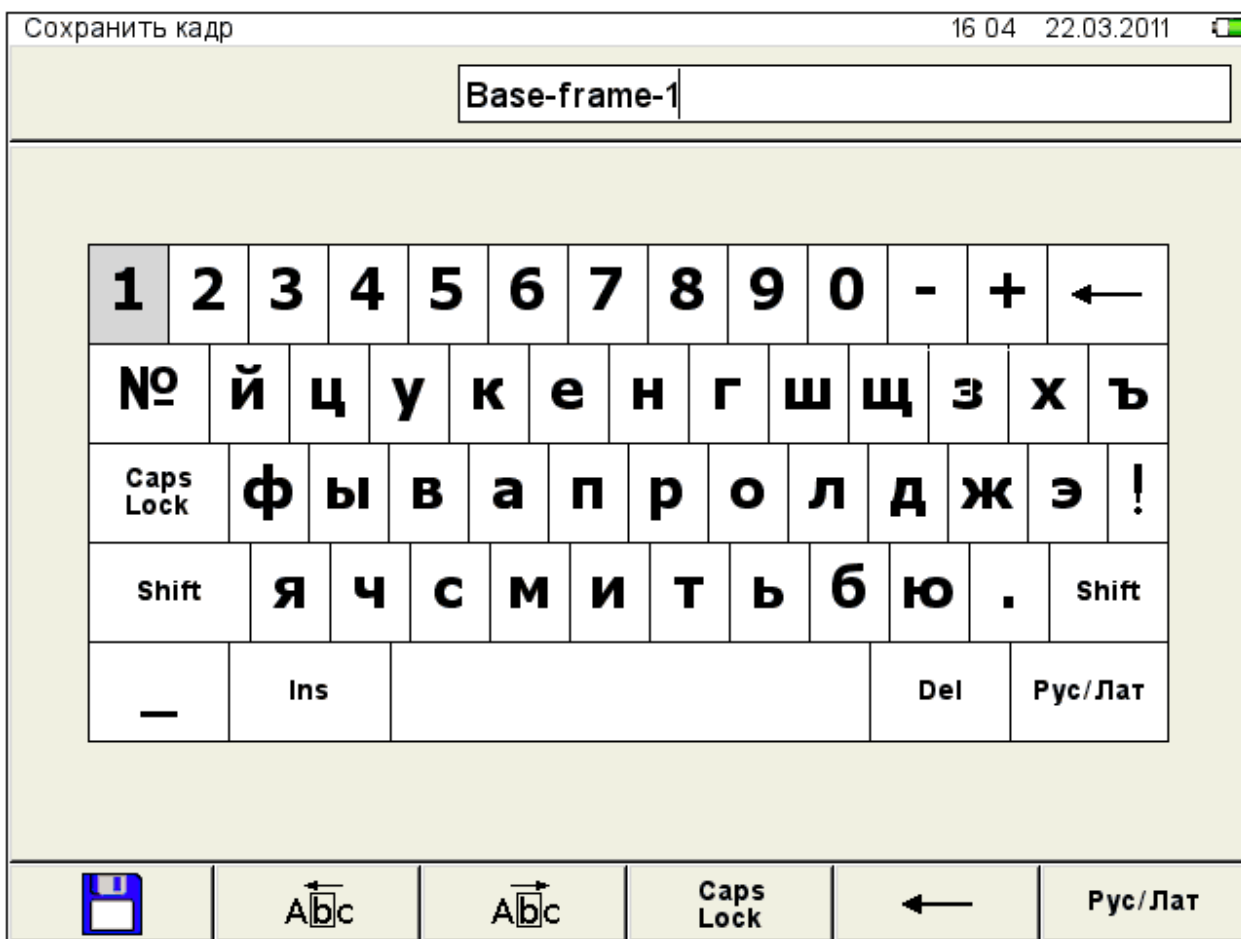 Сохранить кадр 16 04 22.03.2011
Base-frame-1
1 2 3 4 5 6 7 8 9 0 - + ←
№ й ц у к е н г ш щ з х ъ
Caps Lock ф ы в а п р о л д ж э !
Shift я ч с м и т ь б ю . Shift
_ Ins Del Рус/Лат
Abc Abc Caps Lock ← Рус/Лат